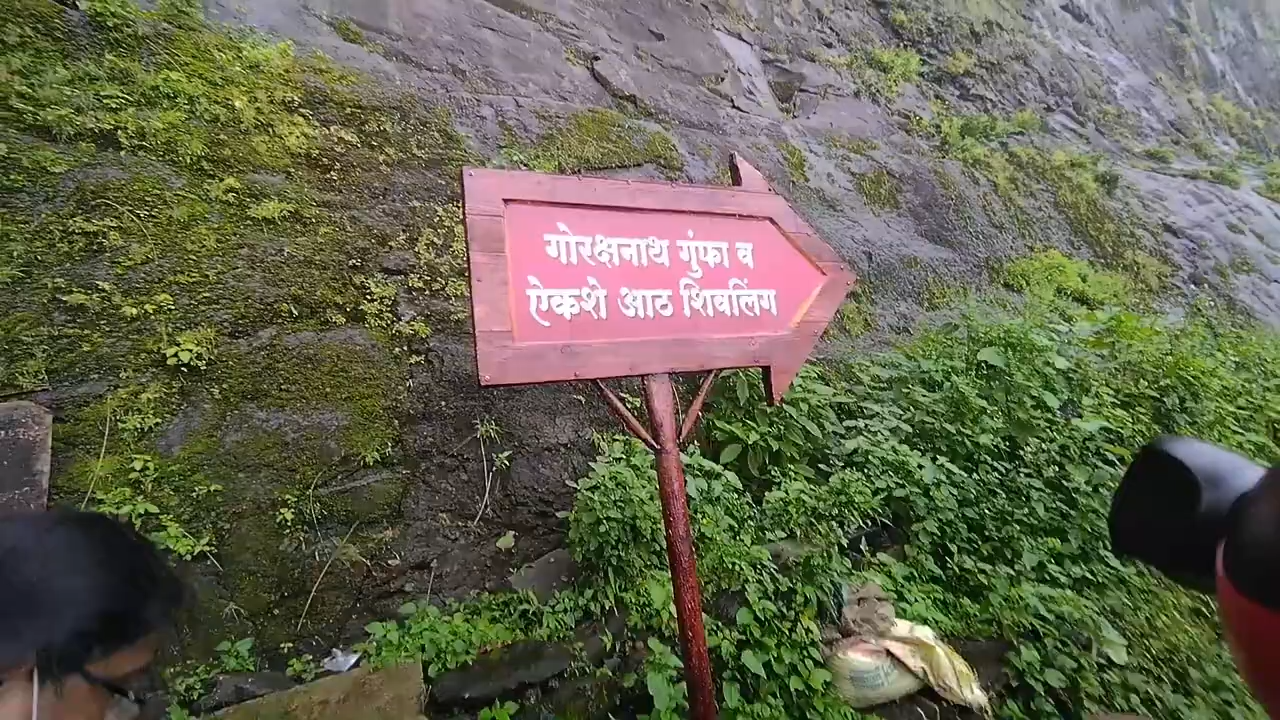 गोरक्षनाथ गुंफा व
ऐकशे आठ शिवलिंग